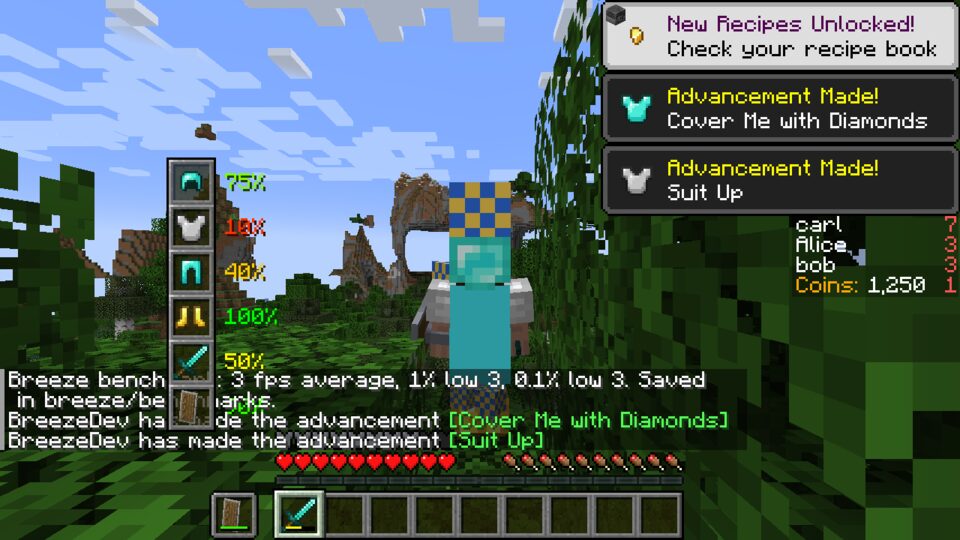 New Recipes Unlocked!
Check your recipe book
Advancement Made!
Cover Me with Diamonds
Advancement Made!
Suit Up
carl 7
Alice 3
bob 3
Coins: 1,250 1
75%
10%
40%
100%
50%
Breeze bench : 3 fps average, 1% low 3, 0.1% low 3. Saved
in breeze/be marks.
BreezeDev ha de the advancement [Cover Me with Diamonds]
BreezeDev has made the advancement [Suit Up]